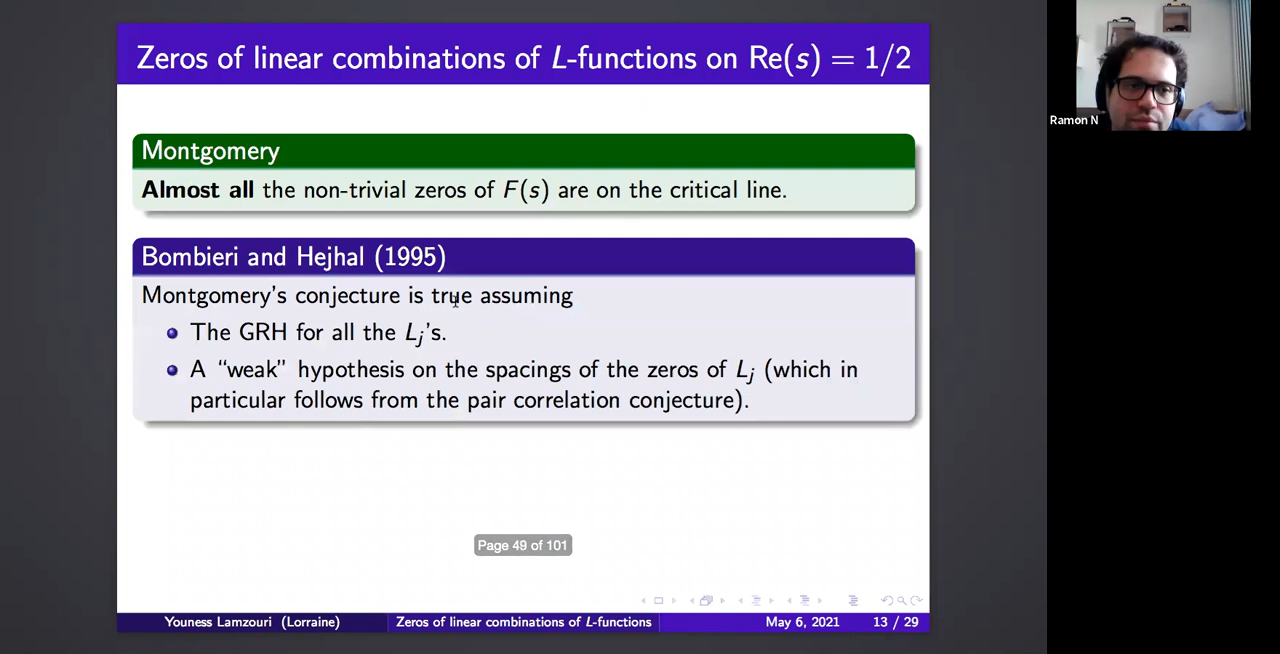 Zeros of linear combinations of L-functions on Re(s) = 1/2
Montgomery
Almost all the non-trivial zeros of F(s) are on the critical line.
Bombieri and Hejhal (1995)
Montgomery's conjecture is true assuming
The GRH for all the Lj's.
A "weak" hypothesis on the spacings of the zeros of Lj (which in
particular follows from the pair correlation conjecture).
Page 49 of 101
Youness Lamzouri (Lorraine) Zeros of linear combinations of L-functions May 6, 2021 13 / 29
Ramon N